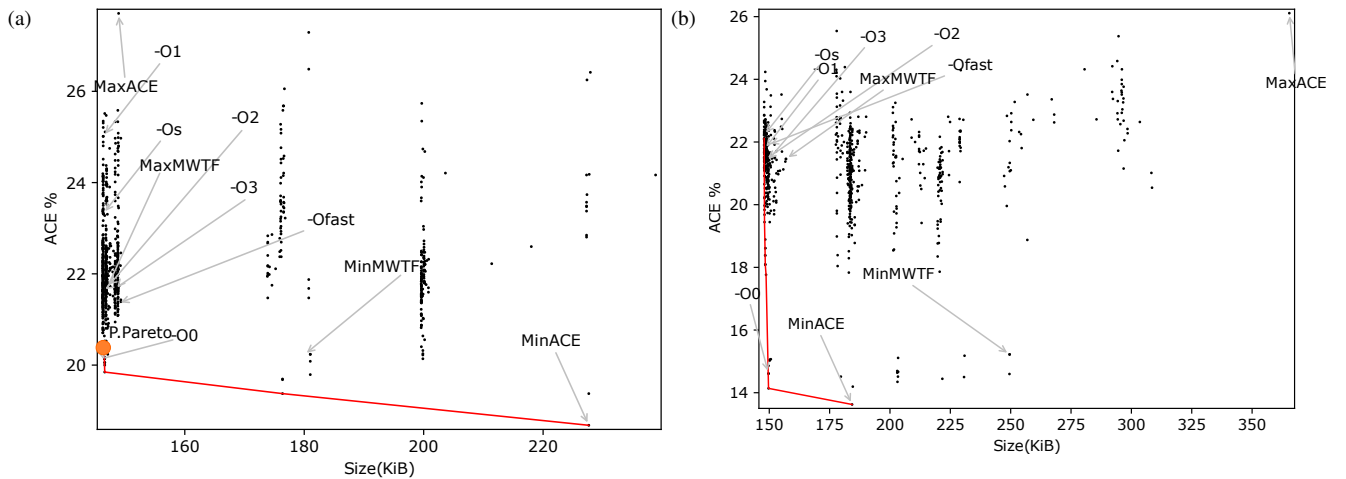 (a)
-O1
MaxACE
26
-O2
-Os
MaxMWTF
24
-O3
-Ofast
ACE %
22
MinMWTF
P.Pareto
-O0
MinACE
20
160
180
200
220
Size(KiB)
(b)
26
-O2
-O3
-Os
-O1
-Ofast
MaxMWTF
MaxACE
24
22
ACE %
20
18
MinMWTF
-O0
MinACE
16
14
150
175
200
225
250
275
300
325
350
Size(KiB)